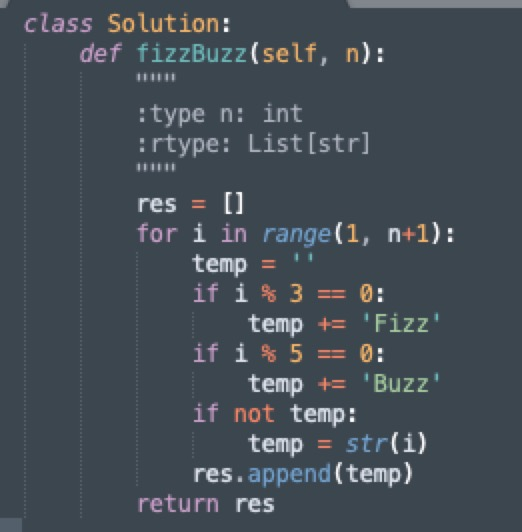 class Solution:
    def fizzBuzz(self, n):
        """
        :type n: int
        :rtype: List[str]
        """
        res = []
        for i in range(1, n+1):
            temp = ''
            if i % 3 == 0:
                temp += 'Fizz'
            if i % 5 == 0:
                temp += 'Buzz'
            if not temp:
                temp = str(i)
            res.append(temp)
        return res